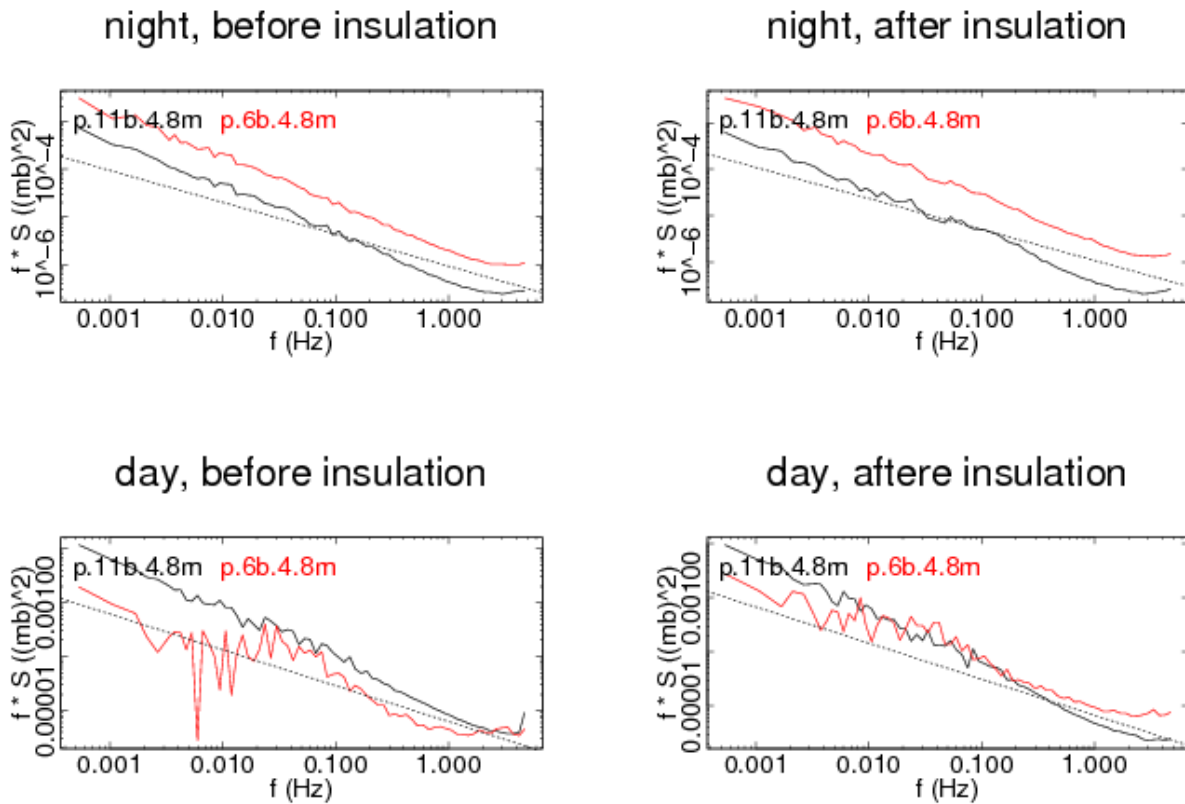 night, before insulation
night, after insulation
p.11b.4.8m p.6b.4.8m
p.11b.4.8m p.6b.4.8m
f * S ((mb)^2)
10^-4
10^-6
f * S ((mb)^2)
10^-4
10^-6
0.001 0.010 0.100 1.000
0.001 0.010 0.100 1.000
f (Hz)
f (Hz)
day, before insulation
day, aftere insulation
p.11b.4.8m p.6b.4.8m
p.11b.4.8m p.6b.4.8m
f * S ((mb)^2)
0.000100
0.00001
f * S ((mb)^2)
0.000100
0.00001
0.001 0.010 0.100 1.000
0.001 0.010 0.100 1.000
f (Hz)
f (Hz)